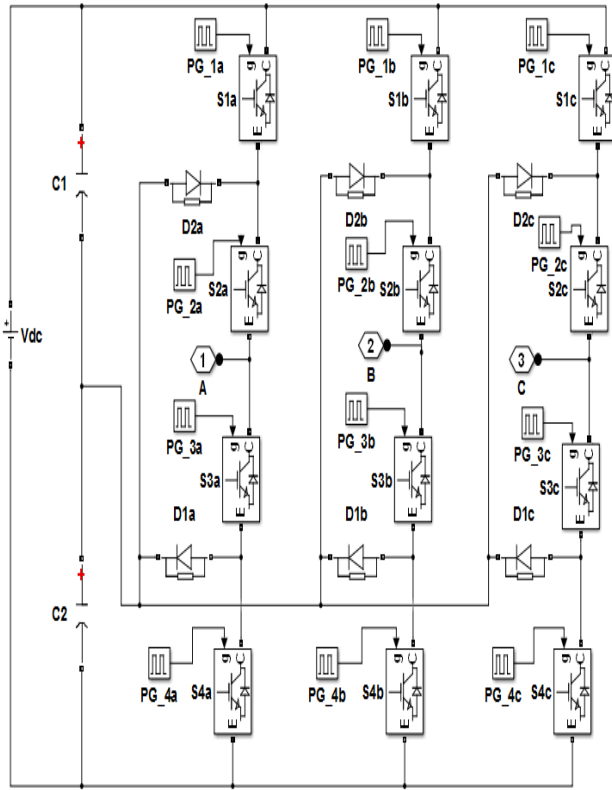 PG_1a
PG_1b
PG_1c
g C
g C
g C
S1a
S1b
S1c
E
E
E
C1
D2a
D2b
D2c
g C
g C
g C
PG_2a
PG_2b
PG_2c
S2a
S2b
S2c
E
E
E
+
Vdc
1
2
3
A
B
C
PG_3a
PG_3b
PG_3c
g C
g C
g C
S3a
S3b
S3c
E
E
E
D1a
D1b
D1c
+
C2
g C
g C
g C
PG_4a
PG_4b
PG_4c
S4a
S4b
S4c
E
E
E